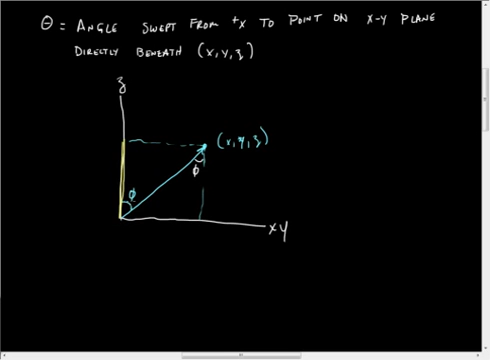 Θ = ANGLE SWEPT FROM +X TO POINT ON X-Y PLANE
DIRECTLY BENEATH (X,Y,Z)
z
(x,y,z)
ϕ
ϕ
xy